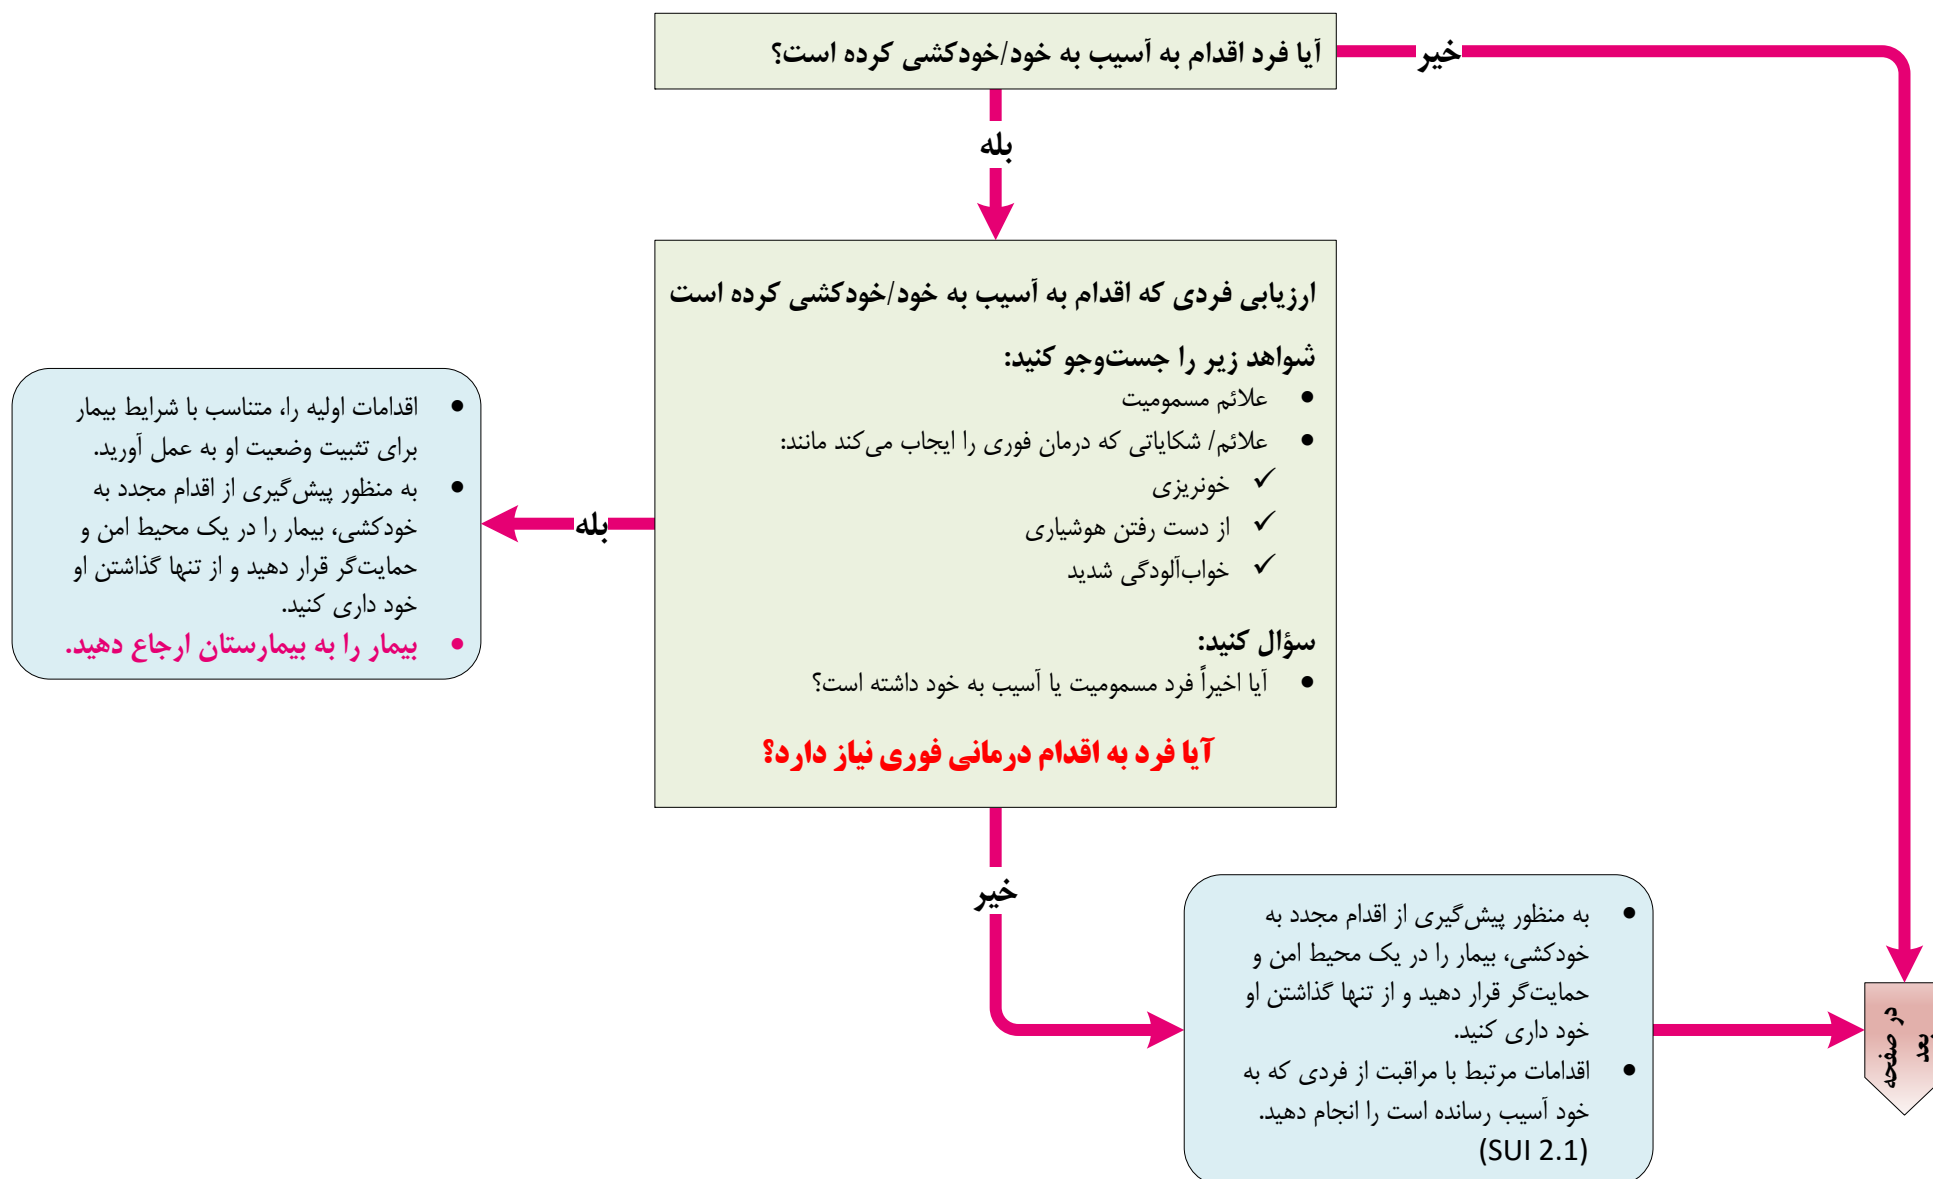 آیا فرد اقدام به آسیب به خود/خودکشی کرده است؟
خیر
بله
ارزیابی فردی که اقدام به آسیب به خود/خودکشی کرده است
شواهد زیر را جست‌وجو کنید:
• علائم مسمومیت
• علائم/ شکایاتی که درمان فوری را ایجاب می‌کند مانند:
✓ خونریزی
✓ از دست رفتن هوشیاری
✓ خواب‌آلودگی شدید
سؤال کنید:
• آیا اخیراً فرد مسمومیت یا آسیب به خود داشته است؟
آیا فرد به اقدام درمانی فوری نیاز دارد؟
بله
• اقدامات اولیه را، متناسب با شرایط بیمار
برای تثبیت وضعیت او به عمل آورید.
• به منظور پیش‌گیری از اقدام مجدد به
خودکشی، بیمار را در یک محیط امن و
حمایت‌گر قرار دهید و از تنها گذاشتن او
خود داری کنید.
• بیمار را به بیمارستان ارجاع دهید.
خیر
• به منظور پیش‌گیری از اقدام مجدد به
خودکشی، بیمار را در یک محیط امن و
حمایت‌گر قرار دهید و از تنها گذاشتن او
خود داری کنید.
• اقدامات مرتبط با مراقبت از فردی که به
خود آسیب رسانده است را انجام دهید.
(SUI 2.1)
در صفحه
بعد